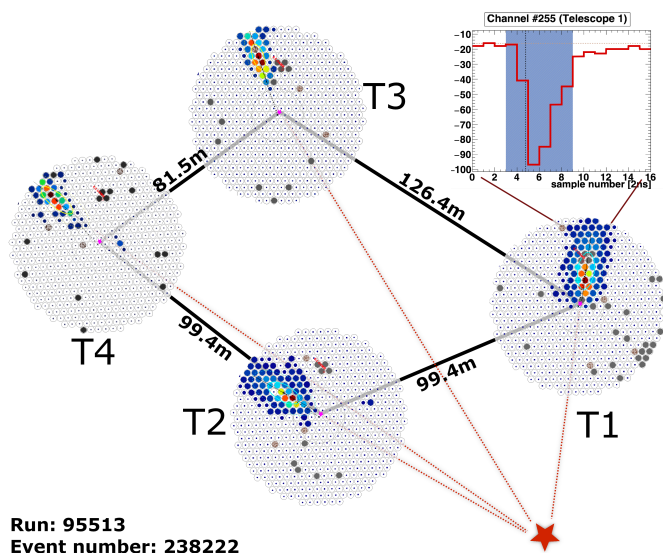 Channel #255 (Telescope 1)
-10
-20
-30
-40
-50
-60
-70
-80
-90
-100
0 2 4 6 8 10 12 14 16
sample number [2ns]
T3
81.5m
126.4m
T4
99.4m
T2
99.4m
T1
Run: 95513
Event number: 238222